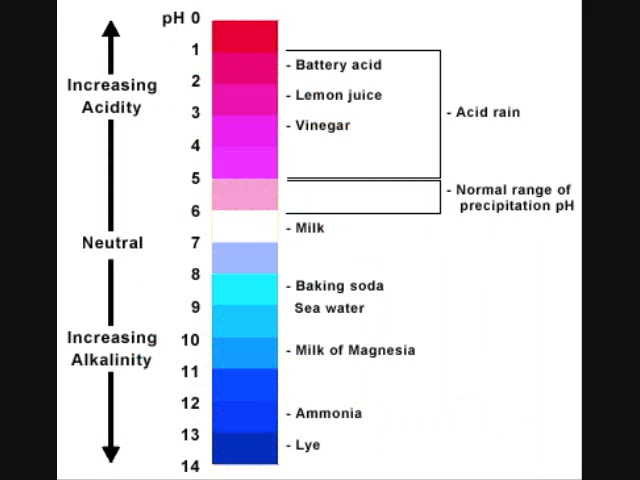 pH 0
1
- Battery acid
Increasing
Acidity
2
- Lemon juice
3
- Acid rain
- Vinegar
4
5
- Normal range of
precipitation pH
6
- Milk
Neutral
7
8
- Baking soda
9
Sea water
Increasing
Alkalinity
10
- Milk of Magnesia
11
12
- Ammonia
13
- Lye
14